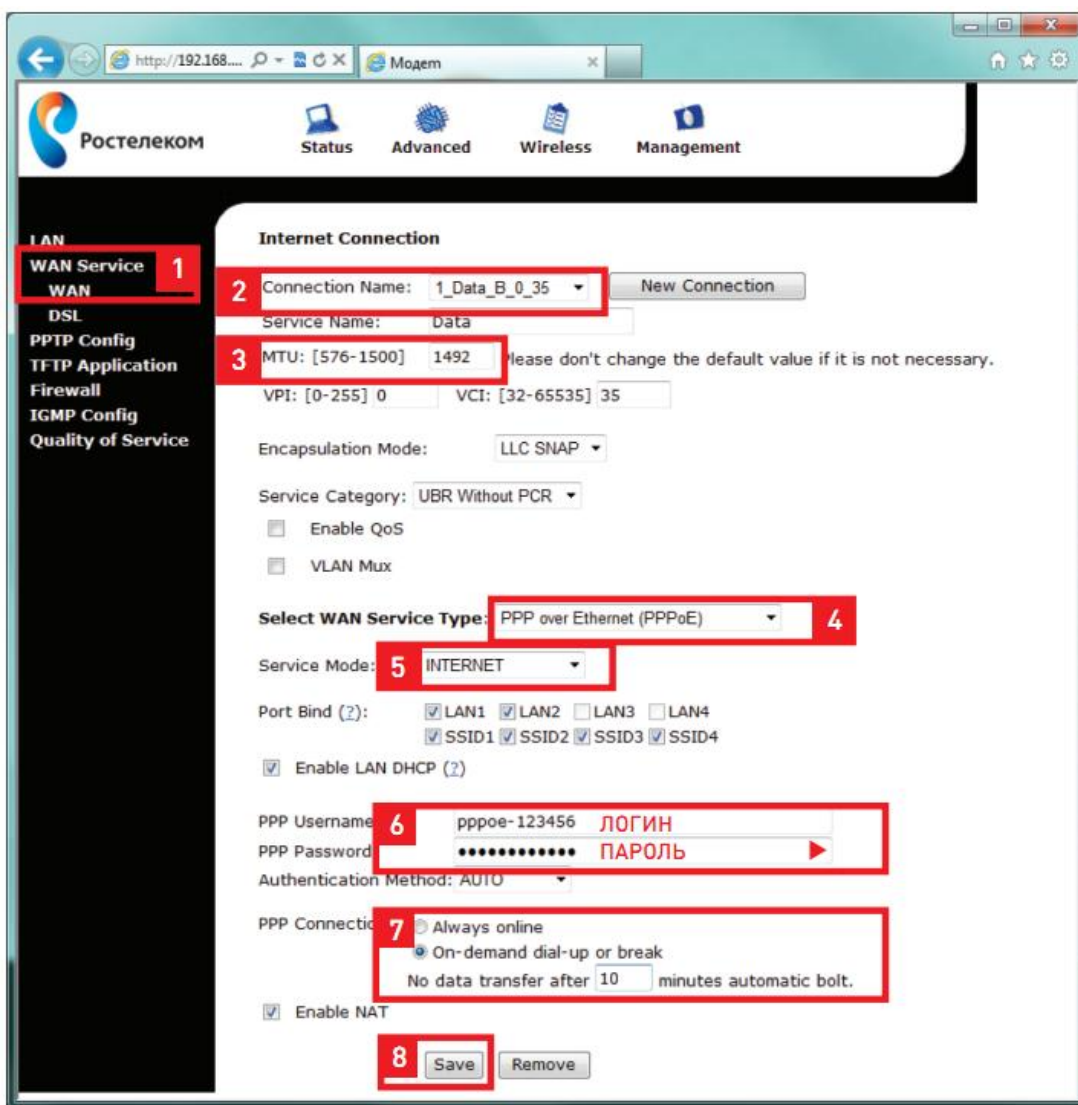 http://192.168....
Модем
Ростелеком
Status Advanced Wireless Management
LAN
WAN Service 1
WAN
DSL
PPTP Config
TFTP Application
Firewall
IGMP Config
Quality of Service
Internet Connection
2 Connection Name: 1_Data_B_0_35 New Connection
Service Name: Data
3 MTU: [576-1500] 1492 Please don't change the default value if it is not necessary.
VPI: [0-255] 0 VCI: [32-65535] 35
Encapsulation Mode: LLC SNAP
Service Category: UBR Without PCR
Enable QoS
VLAN Mux
Select WAN Service Type: PPP over Ethernet (PPPoE) 4
Service Mode: 5 INTERNET
Port Bind (?): LAN1 LAN2 LAN3 LAN4
SSID1 SSID2 SSID3 SSID4
Enable LAN DHCP (?)
PPP Username 6 pppoe-123456 ЛОГИН
PPP Password •••••••••••• ПАРОЛЬ
Authentication Method: AUTO
PPP Connectio 7 Always online
On-demand dial-up or break
No data transfer after 10 minutes automatic bolt.
Enable NAT
8 Save Remove